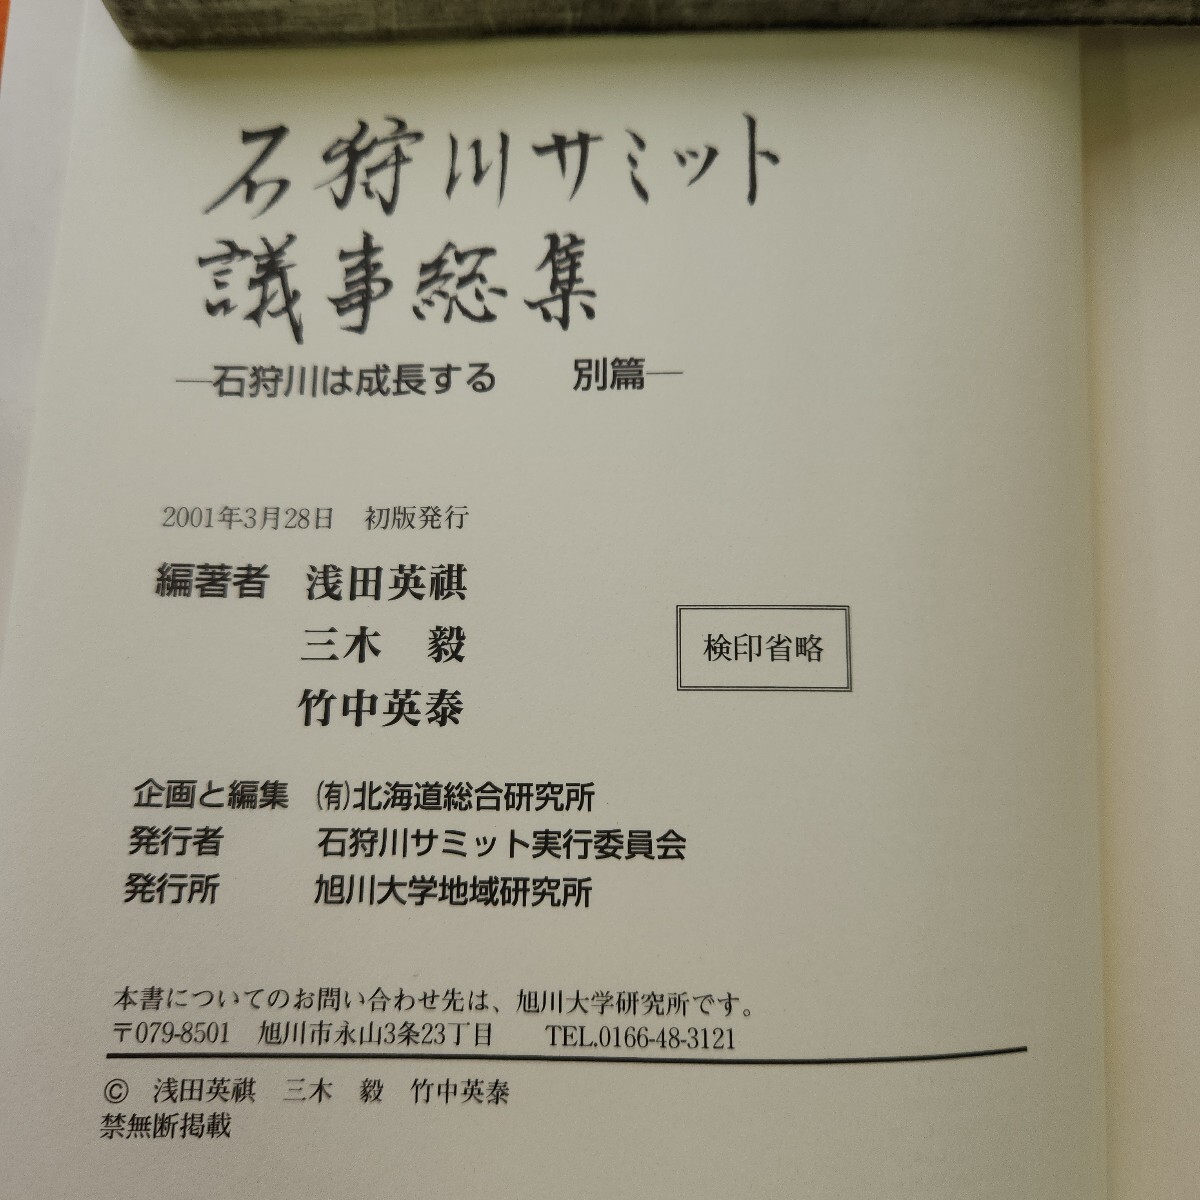 石狩川サミット
議事総集
―石狩川は成長する　別篇―
2001年3月28日　初版発行
編著者　浅田英祺
三木　毅
竹中英泰
検印省略
企画と編集　(有)北海道総合研究所
発行者　石狩川サミット実行委員会
発行所　旭川大学地域研究所
本書についてのお問い合わせ先は、旭川大学研究所です。
〒079-8501　旭川市永山3条23丁目　TEL.0166-48-3121
©　浅田英祺　三木　毅　竹中英泰
禁無断掲載